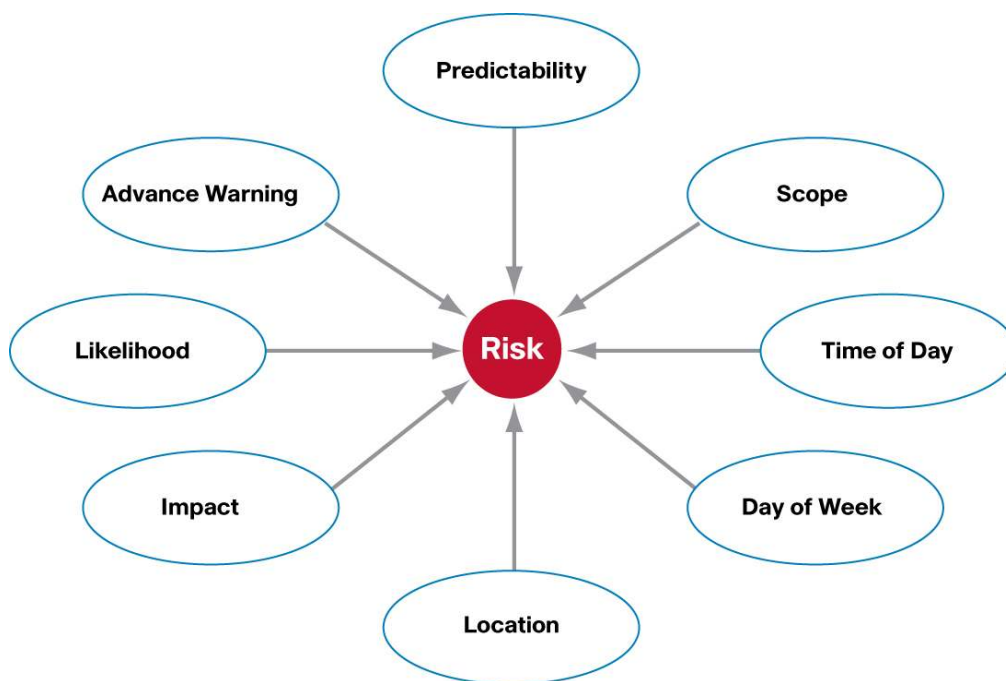 Predictability
Advance Warning
Scope
Likelihood
Risk
Time of Day
Impact
Day of Week
Location